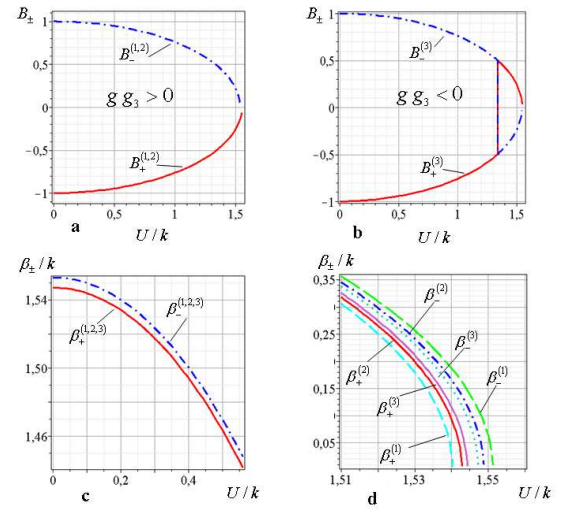 B± 1 0,5 0 −0,5 −1
B₋^(1,2)
g g₃ > 0
B₊^(1,2)
0 0,5 1 1,5
a U / k
B± 1 0,5 0 −0,5 −1
B₋^(3)
g g₃ < 0
B₊^(3)
0 0,5 1 1,5
b U / k
β± / k
1,54
1,50
1,46
β₋^(1,2,3)
β₊^(1,2,3)
0 0,2 0,4
c U / k
β± / k
0,35
0,25
0,15
0,1
0,05
β₋^(2)
β₋^(3)
β₋^(1)
β₊^(2)
β₊^(3)
β₊^(1)
1,51 1,53 1,55
d U / k